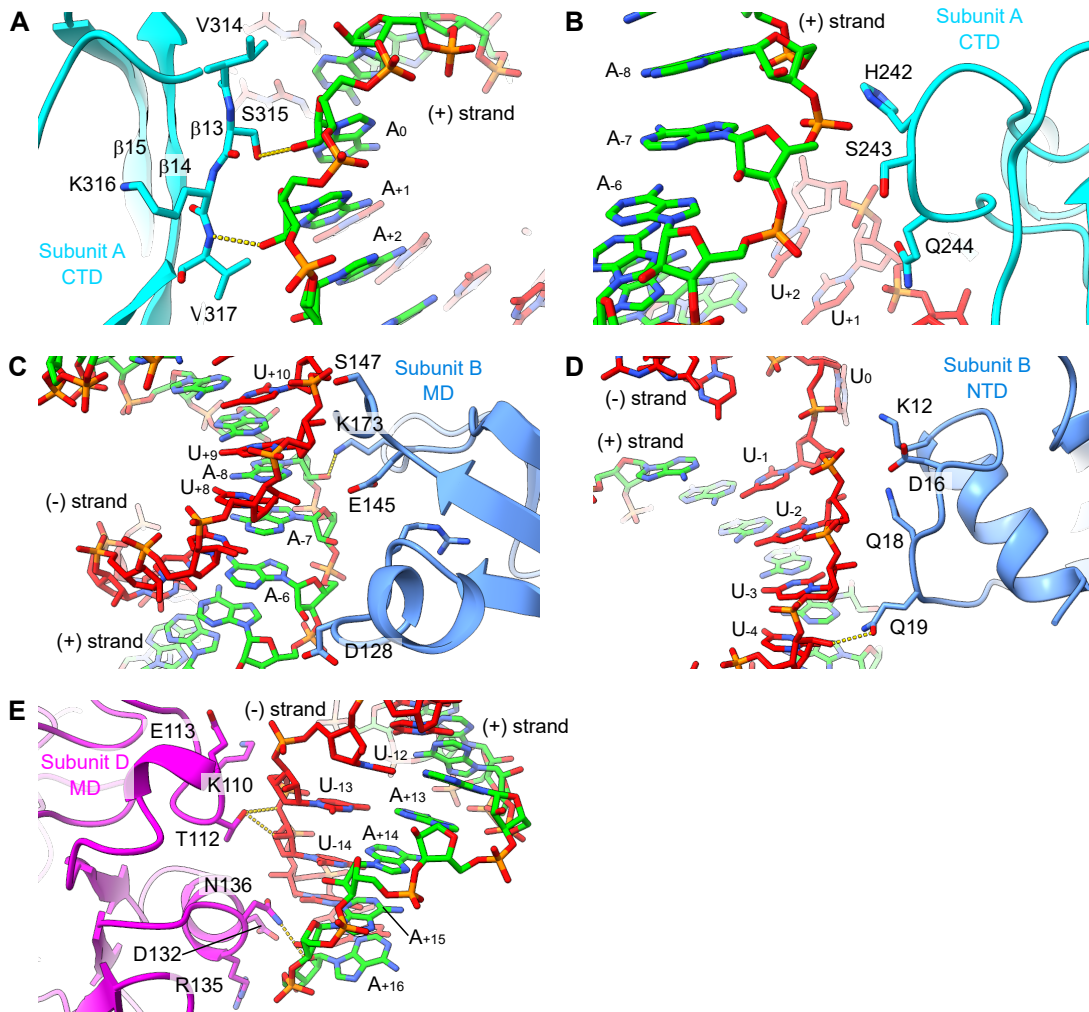 A
V314
S315
(+) strand
β13
A0
β15
β14
K316
A+1
A+2
Subunit A
CTD
V317
B
(+) strand
Subunit A
CTD
A-8
H242
A-7
S243
A-6
Q244
U+2
U+1
C
S147
U+10
Subunit B
MD
K173
U+9
A-8
U+8
(-) strand
E145
A-7
A-6
(+) strand
D128
D
U0
Subunit B
NTD
(-) strand
K12
(+) strand
U-1
D16
U-2
Q18
U-3
U-4
Q19
E
(-) strand
E113
(+) strand
Subunit D
MD
U-12
K110
U-13
A+13
T112
U-14
A+14
N136
A+15
D132
R135
A+16